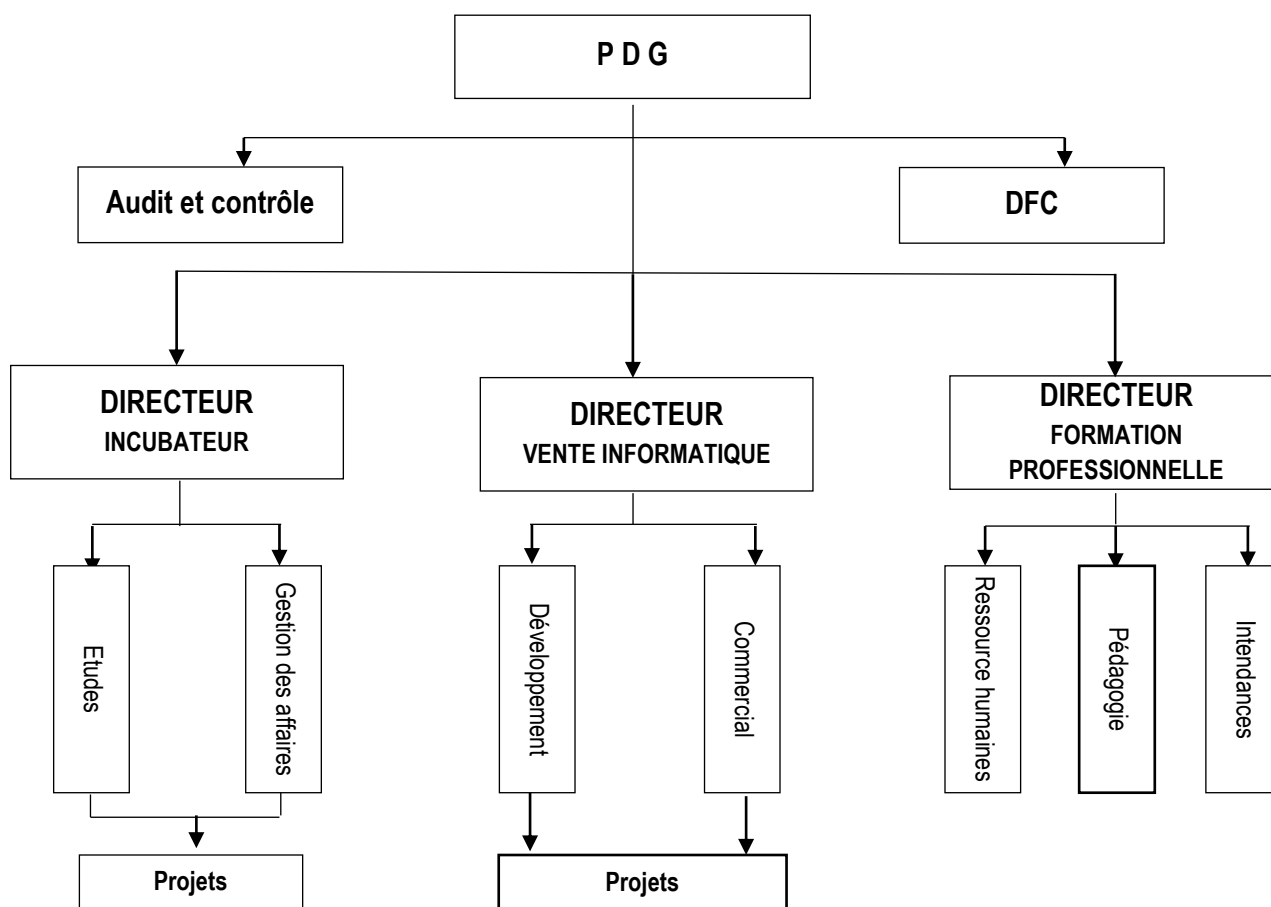 P D G
Audit et contrôle
DFC
DIRECTEUR
INCUBATEUR
DIRECTEUR
VENTE INFORMATIQUE
DIRECTEUR
FORMATION
PROFESSIONNELLE
Etudes
Gestion des affaires
Développement
Commercial
Ressource humaines
Pédagogie
Intendances
Projets
Projets